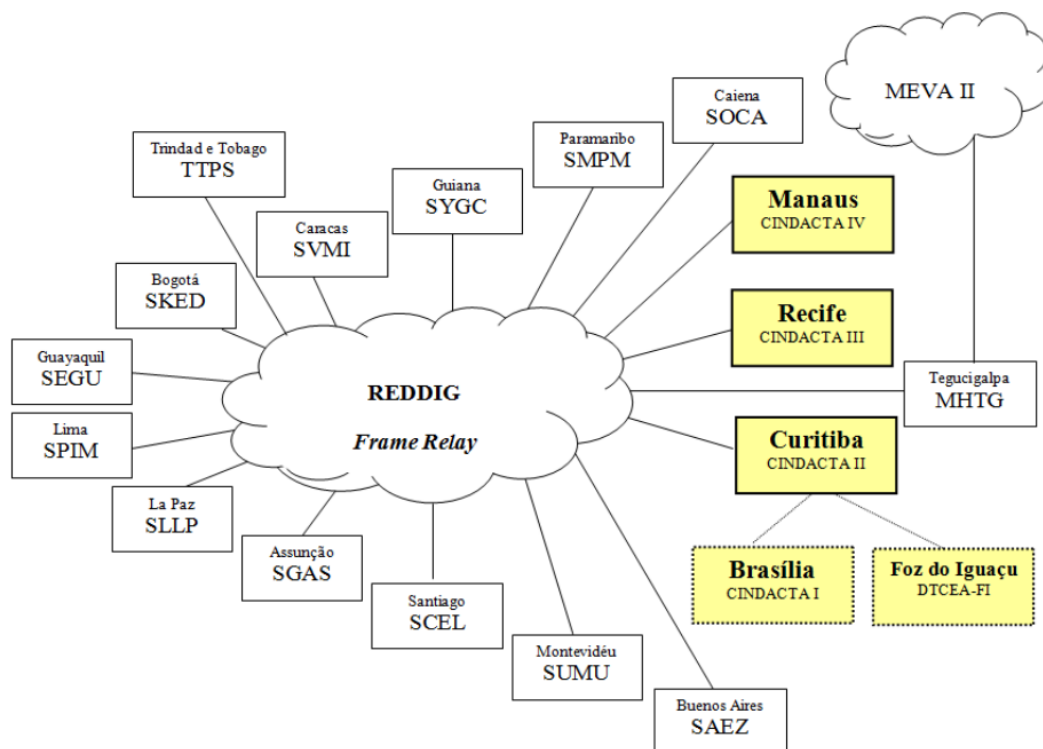 MEVA II
Caiena
SOCA
Paramaribo
SMPM
Trindad e Tobago
TTPS
Guiana
SYGC
Manaus
CINDACTA IV
Caracas
SVMI
Bogotá
SKED
Recife
CINDACTA III
Guayaquil
SEGU
Tegucigalpa
MHTG
REDDIG
Frame Relay
Lima
SPIM
Curitiba
CINDACTA II
La Paz
SLLP
Assunção
SGAS
Brasília
CINDACTA I
Foz do Iguaçu
DTCEA-FI
Santiago
SCEL
Montevidéu
SUMU
Buenos Aires
SAEZ